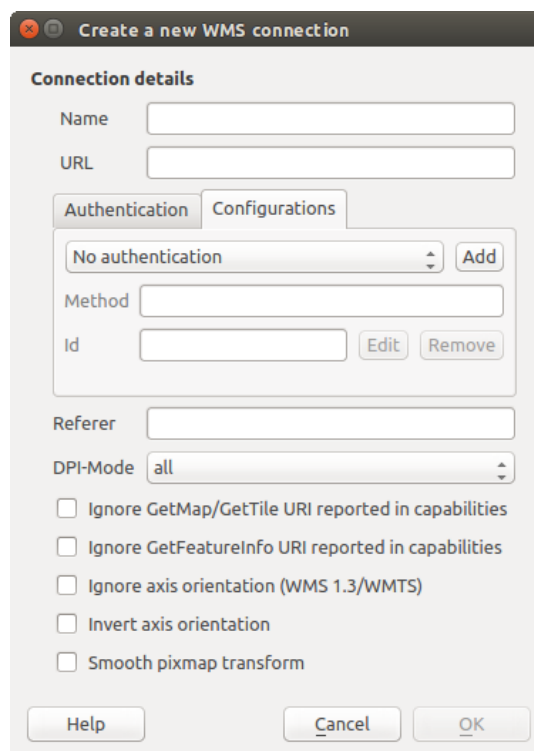 Create a new WMS connection
Connection details
Name
URL
Authentication Configurations
No authentication Add
Method
Id Edit Remove
Referer
DPI-Mode all
Ignore GetMap/GetTile URI reported in capabilities
Ignore GetFeatureInfo URI reported in capabilities
Ignore axis orientation (WMS 1.3/WMTS)
Invert axis orientation
Smooth pixmap transform
Help Cancel OK